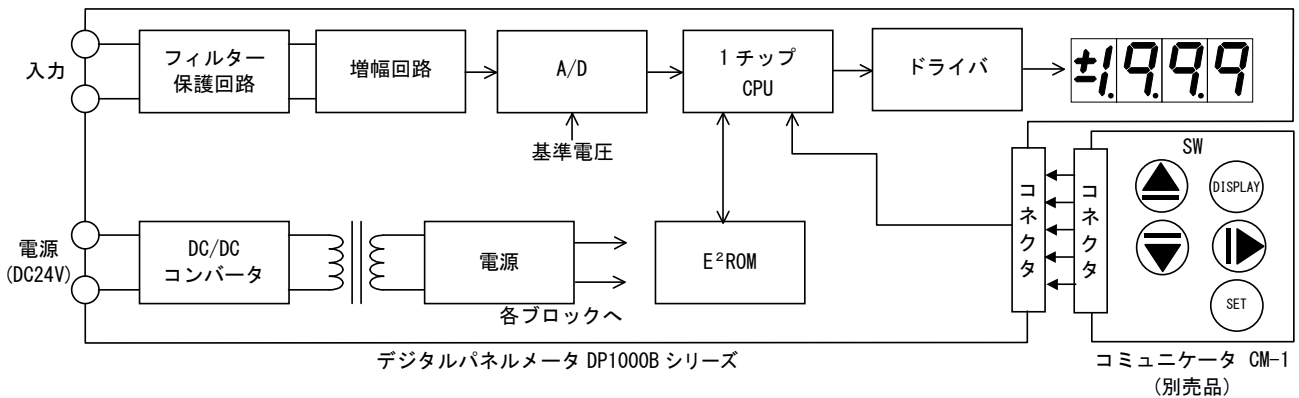 入力
フィルター
保護回路
増幅回路
A/D
基準電圧
1チップ
CPU
ドライバ
±1.9.9.9
電源
(DC24V)
DC/DC
コンバータ
電源
各ブロックへ
E²ROM
コネクタ
コネクタ
SW
DISPLAY
SET
デジタルパネルメータ DP1000B シリーズ
コミュニケータ CM-1
(別売品)